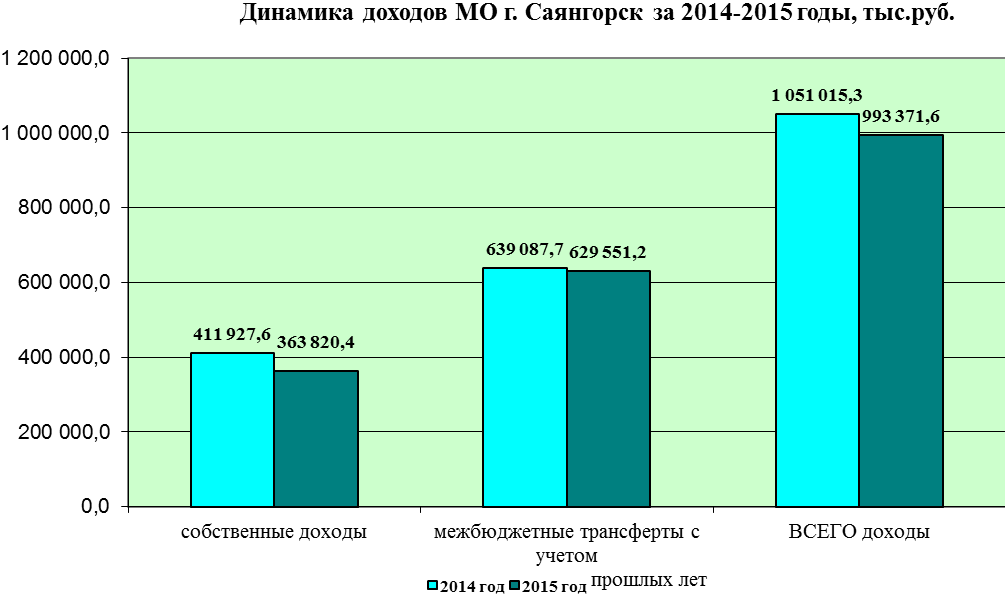 Динамика доходов МО г. Саянгорск за 2014-2015 годы, тыс.руб.
1 200 000,0
1 000 000,0
800 000,0
600 000,0
400 000,0
200 000,0
0,0
411 927,6
363 820,4
639 087,7
629 551,2
1 051 015,3
993 371,6
собственные доходы
межбюджетные трансферты с
учетом
прошлых лет
ВСЕГО доходы
2014 год
2015 год